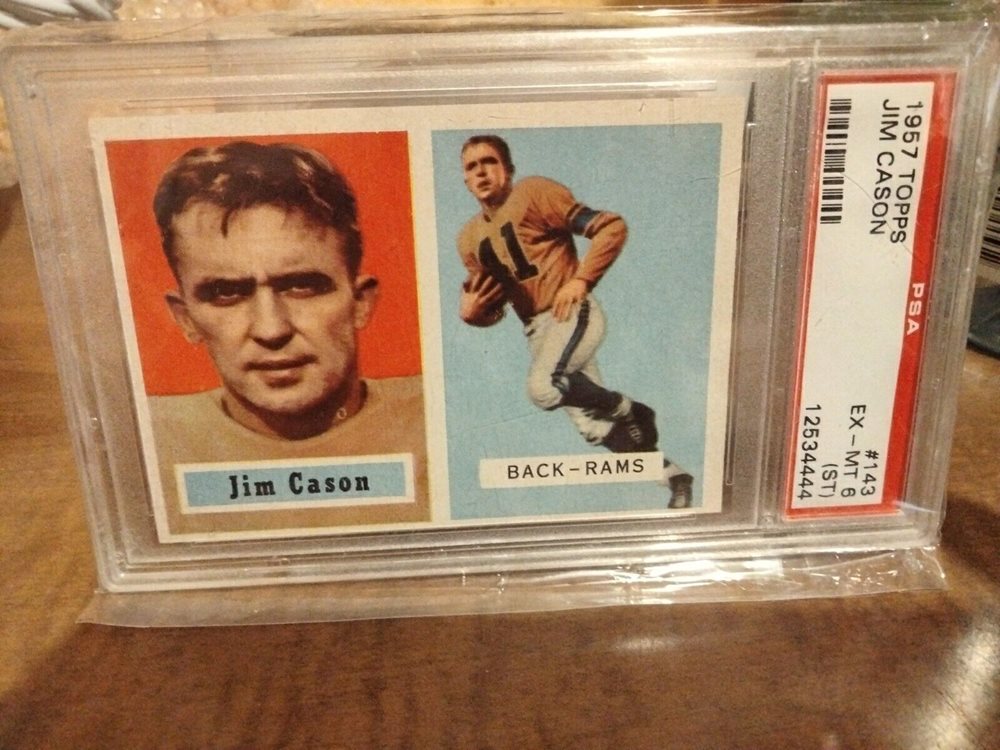 Jim Cason
41
BACK-RAMS
1957 TOPPS
JIM CASON
PSA
#143
EX-MT 6
(ST)
12534444